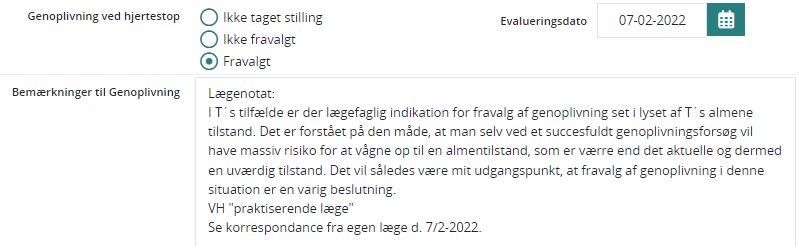 Genoplivning ved hjertestop
Ikke taget stilling
Ikke fravalgt
Fravalgt
Evalueringsdato
07-02-2022
Bemærkninger til Genoplivning
Lægenotat:
I T´s tilfælde er der lægefaglig indikation for fravalg af genoplivning set i lyset af T´s almene
tilstand. Det er forstået på den måde, at man selv ved et succesfuldt genoplivningsforsøg vil
have massiv risiko for at vågne op til en almentilstand, som er værre end det aktuelle og dermed
en uværdig tilstand. Det vil således være mit udgangspunkt, at fravalg af genoplivning i denne
situation er en varig beslutning.
VH "praktiserende læge"
Se korrespondance fra egen læge d. 7/2-2022.